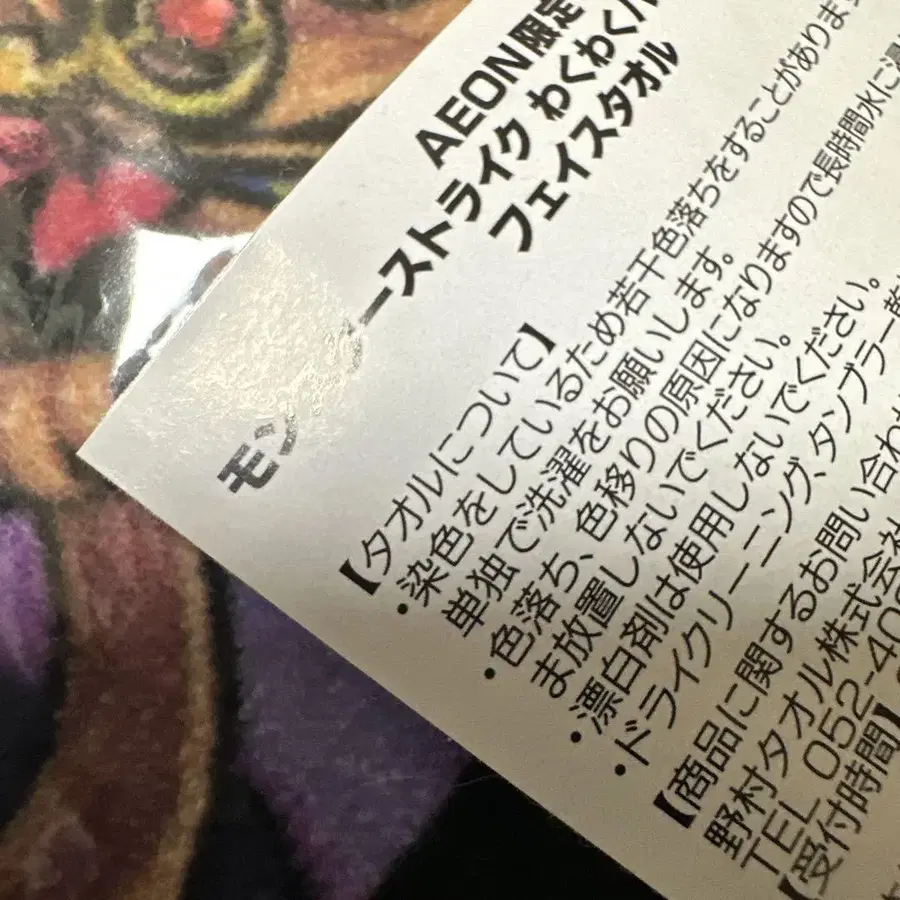 AEON限定
モン ーストライク わくわく
フェイスタオル
【タオルについて】
・染色をしているため若干色落ちをすることがあります
単独で洗濯をお願いします。
・色落ち、色移りの原因になりますので長時間水に浸
ま放置しないでください。
・漂白剤は使用しないでください。
・ドライクリーニング、タンブラー乾
【商品に関するお問い合わ
野村タオル株式会社
TEL 052-40
【受付時間】